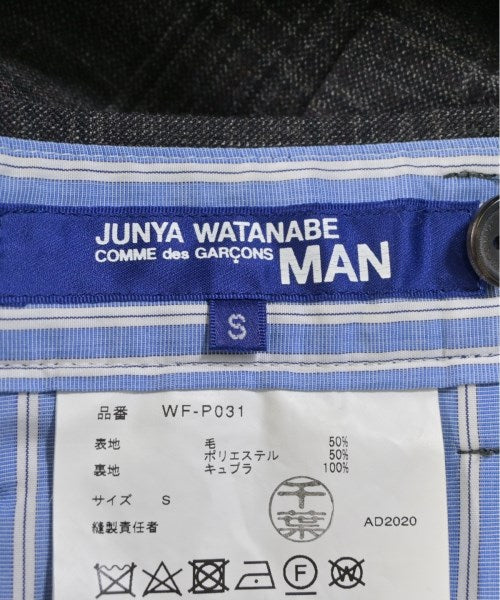 JUNYA WATANABE
COMME des GARÇONS MAN
S
品番 WF-P031
表地 毛 50%
ポリエステル 50%
裏地 キュプラ 100%
サイズ S
縫製責任者 千葉 AD2020
F W